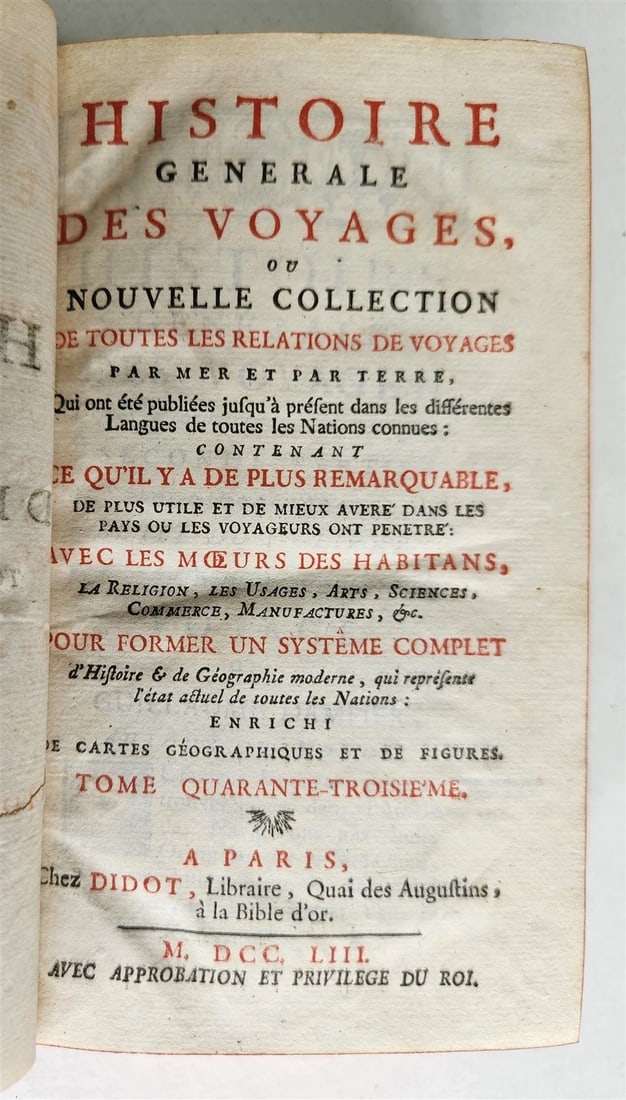 HISTOIRE
GENERALE
DES VOYAGES,
OU
NOUVELLE COLLECTION
DE TOUTES LES RELATIONS DE VOYAGES
PAR MER ET PAR TERRE,
Qui ont été publiées juſqu'à préſent dans les différentes
Langues de toutes les Nations connues :
CONTENANT
CE QU'IL Y A DE PLUS REMARQUABLE,
DE PLUS UTILE ET DE MIEUX AVERE' DANS LES
PAYS OU LES VOYAGEURS ONT PENETRE':
AVEC LES MŒURS DES HABITANS,
LA RELIGION, LES USAGES, ARTS, SCIENCES,
COMMERCE, MANUFACTURES, &c.
POUR FORMER UN SYSTÊME COMPLET
d'Hiſtoire & de Géographie moderne, qui repréſente
l'état actuel de toutes les Nations :
ENRICHI
DE CARTES GÉOGRAPHIQUES ET DE FIGURES.
TOME QUARANTE-TROISIE'ME.
A PARIS,
Chez DIDOT, Libraire, Quai des Auguſtins,
à la Bible d'or.
M. DCC. LIII.
AVEC APPROBATION ET PRIVILEGE DU ROI.